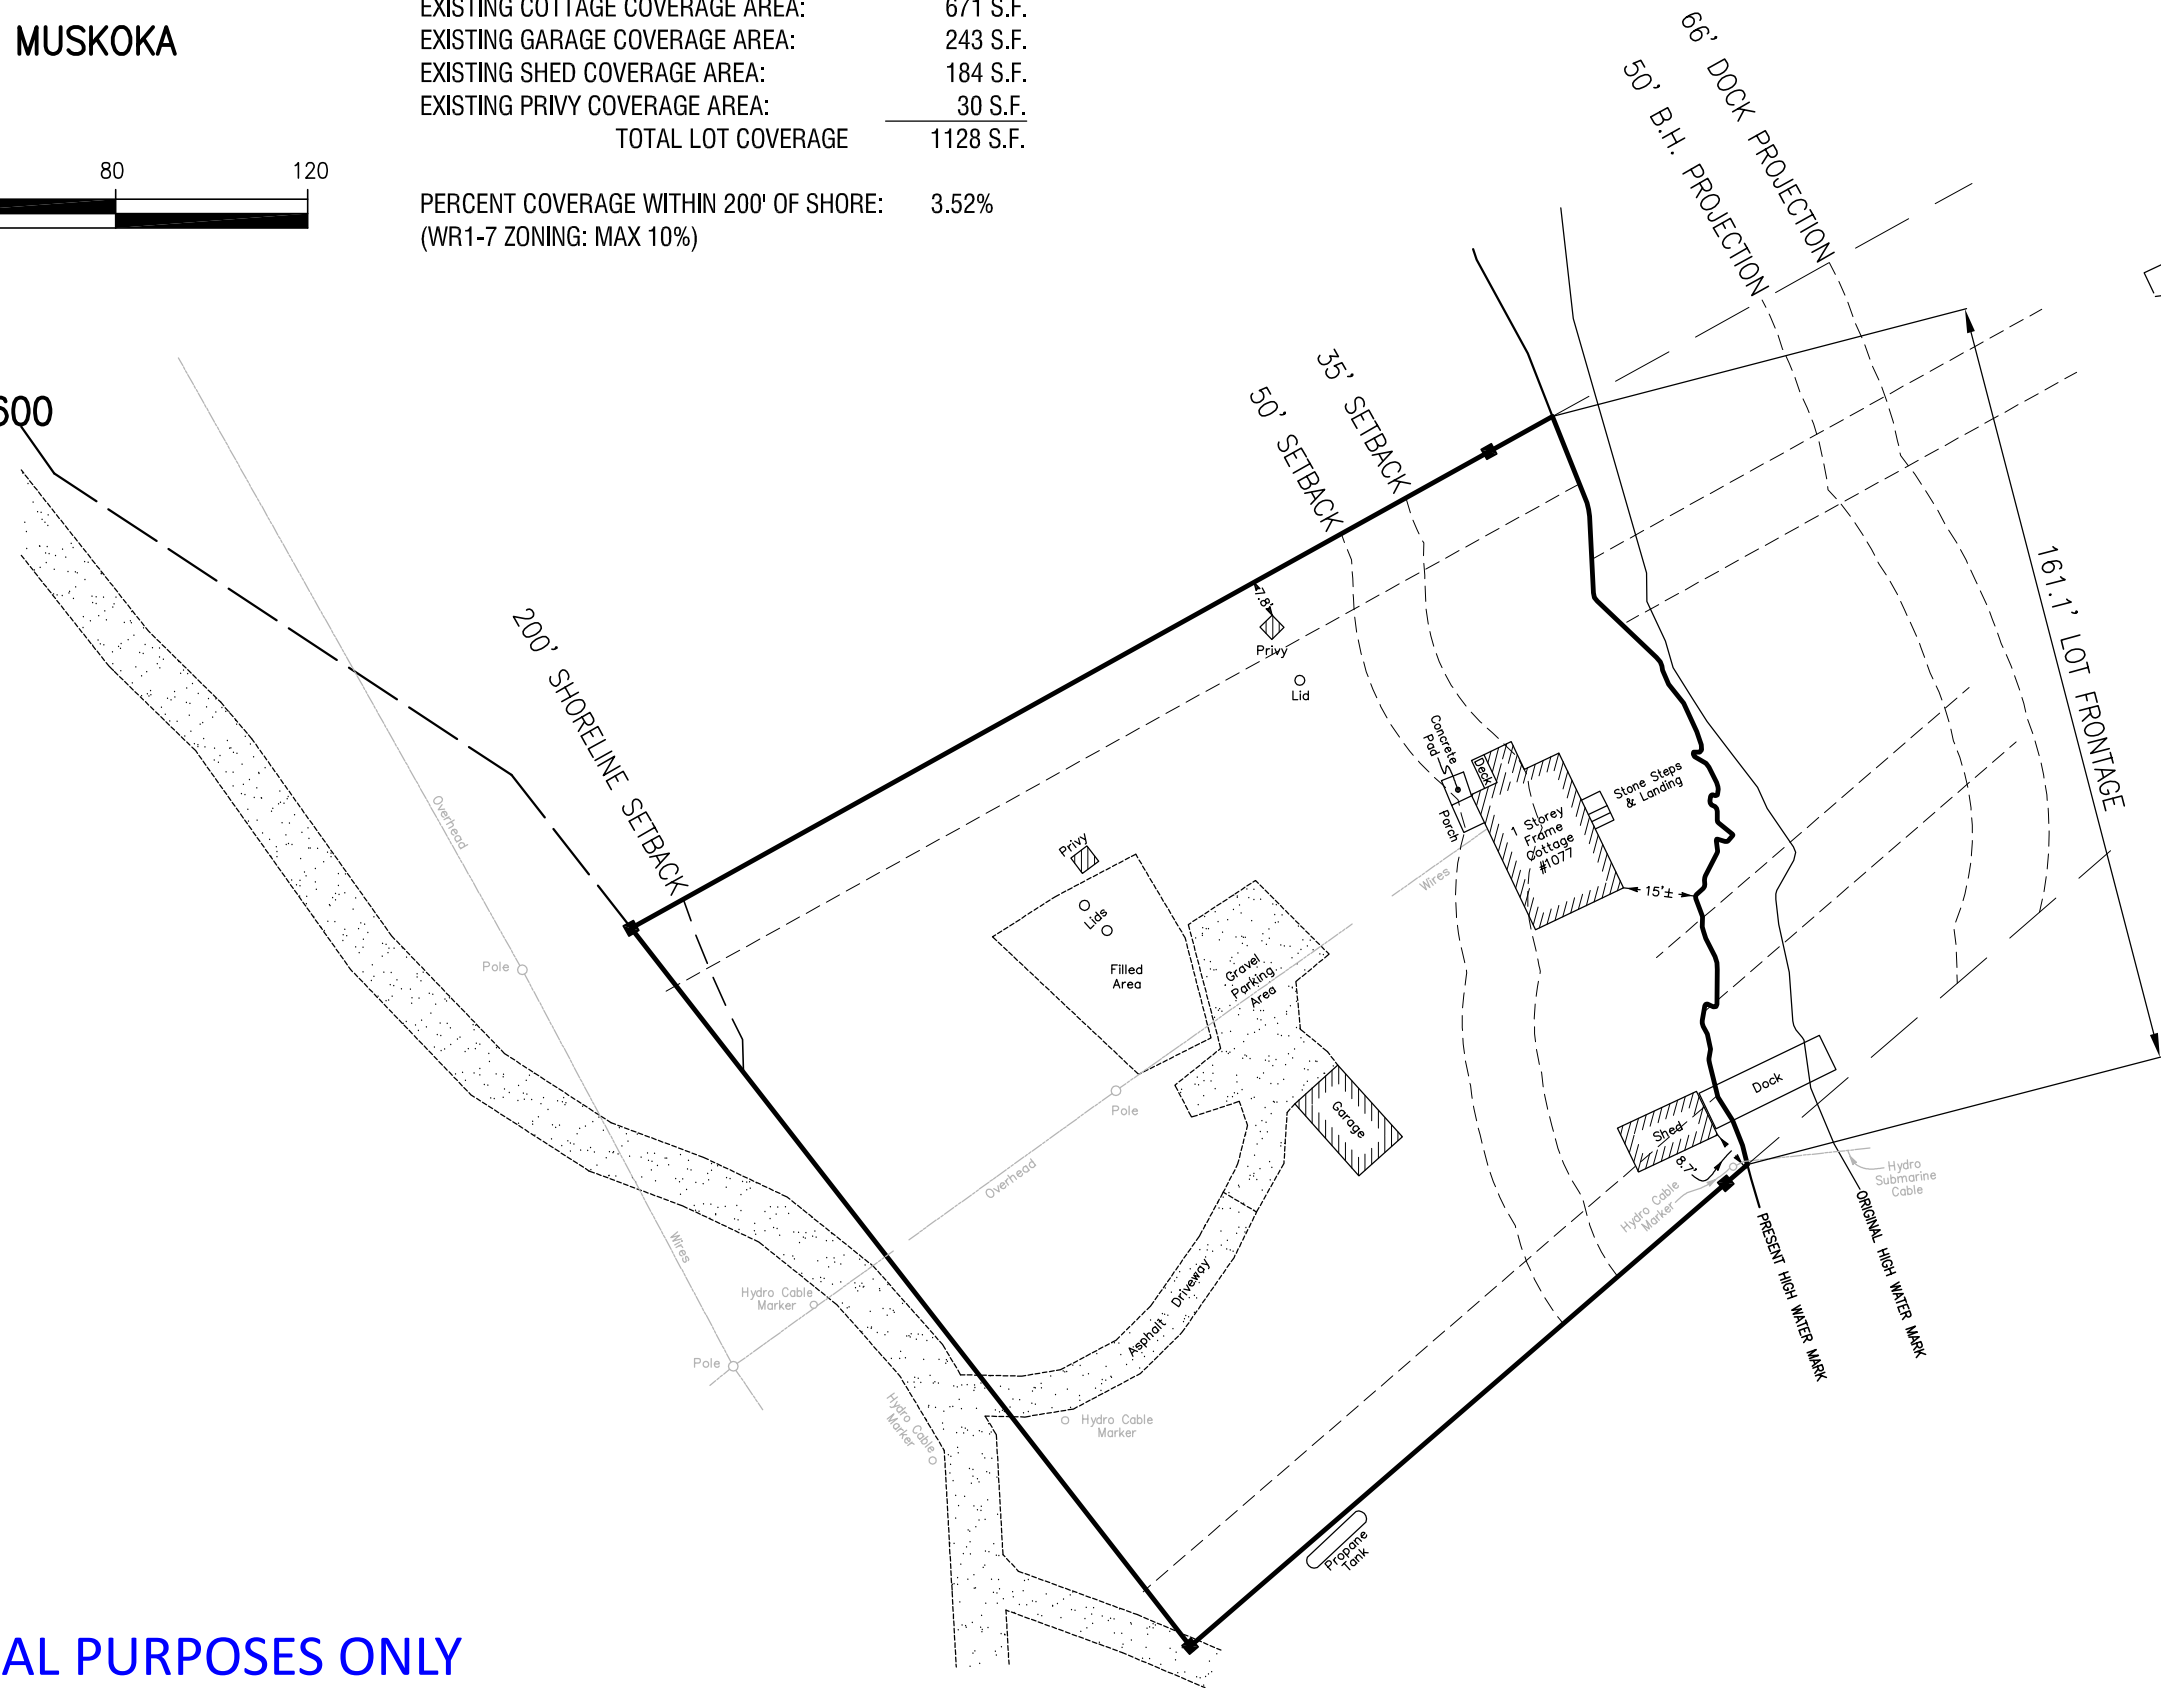 EXISTING COTTAGE COVERAGE AREA: 671 S.F.
MUSKOKA
EXISTING GARAGE COVERAGE AREA: 243 S.F.
EXISTING SHED COVERAGE AREA: 184 S.F.
EXISTING PRIVY COVERAGE AREA: 30 S.F.
TOTAL LOT COVERAGE 1128 S.F.
80 120
PERCENT COVERAGE WITHIN 200' OF SHORE: 3.52%
(WR1-7 ZONING: MAX 10%)
66' DOCK PROJECTION
50' B.H. PROJECTION
35' SETBACK
50' SETBACK
600
161.1' LOT FRONTAGE
200' SHORELINE SETBACK
7.8'
Privy
Lid
Concrete
Pad
Deck
Porch
Stone Steps
& Landing
1 Storey
Frame
Cottage
#1077
15'±
Wires
Overhead
Privy
Lids
Filled
Area
Gravel
Parking
Area
Pole
Pole
Garage
Dock
Shed
8.7'
Overhead
Hydro Cable
Marker
Hydro
Submarine
Cable
PRESENT HIGH WATER MARK
ORIGINAL HIGH WATER MARK
Wires
Hydro Cable
Marker
Asphalt Driveway
Pole
Hydro Cable
Marker
Hydro Cable
Marker
Propane
Tank
AL PURPOSES ONLY